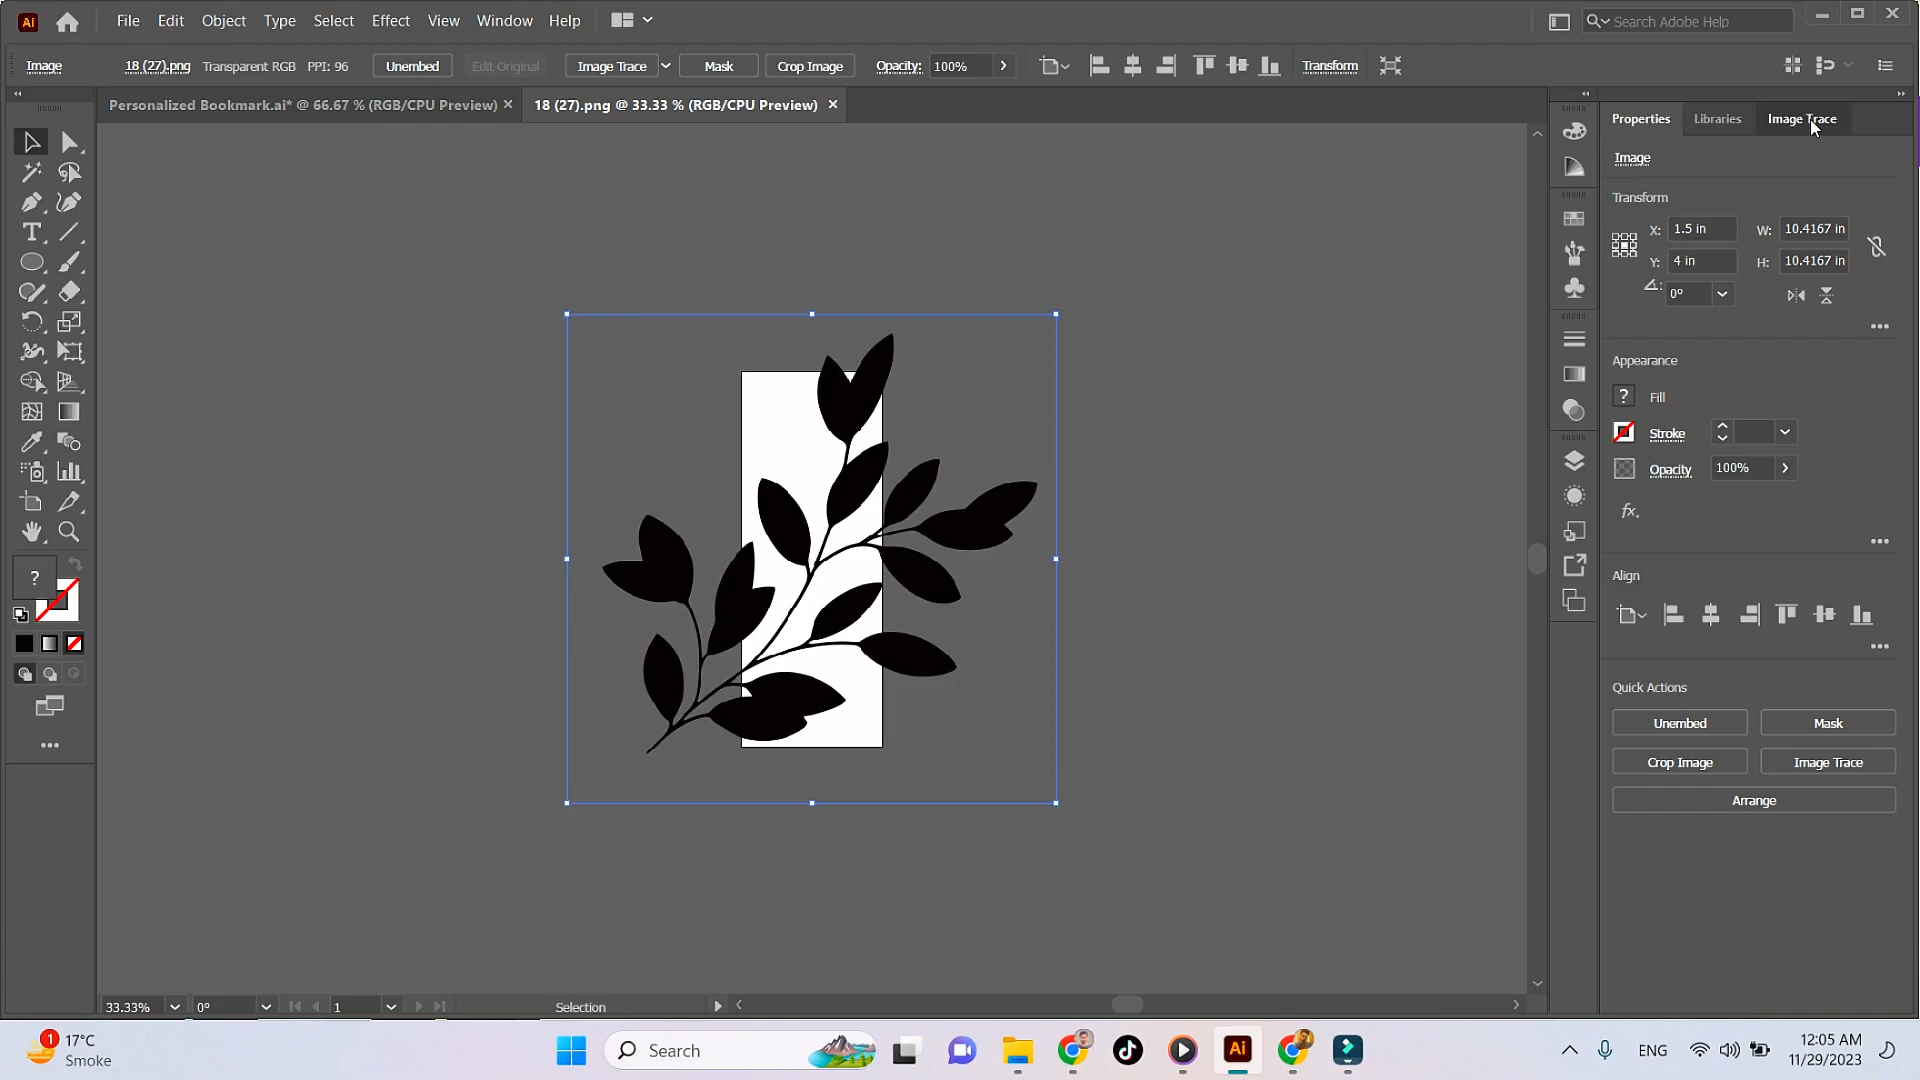 Ai File Edit Object Type Select Effect View Window Help Search Adobe Help
Image 18 (27).png Transparent RGB PPI: 96 Unembed Edit Original Image Trace Mask Crop Image Opacity: 100% Transform
Personalized Bookmark.ai* @ 66.67 % (RGB/CPU Preview) 18 (27).png @ 33.33 % (RGB/CPU Preview)
Properties Libraries Image Trace
Image
Transform
X: 1.5 in W: 10.4167 in
Y: 4 in H: 10.4167 in
0°
Appearance
? Fill
Stroke
Opacity 100%
fx.
Align
?
Quick Actions
Unembed Mask
Crop Image Image Trace
Arrange
33.33% 0° 1 Selection
1 17°C
Smoke
Search
Ai
ENG
12:05 AM
11/29/2023